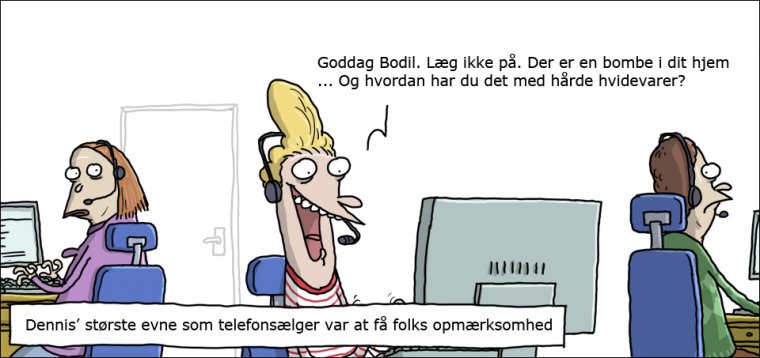 Goddag Bodil. Læg ikke på. Der er en bombe i dit hjem
... Og hvordan har du det med hårde hvidevarer?
Dennis' største evne som telefonsælger var at få folks opmærksomhed